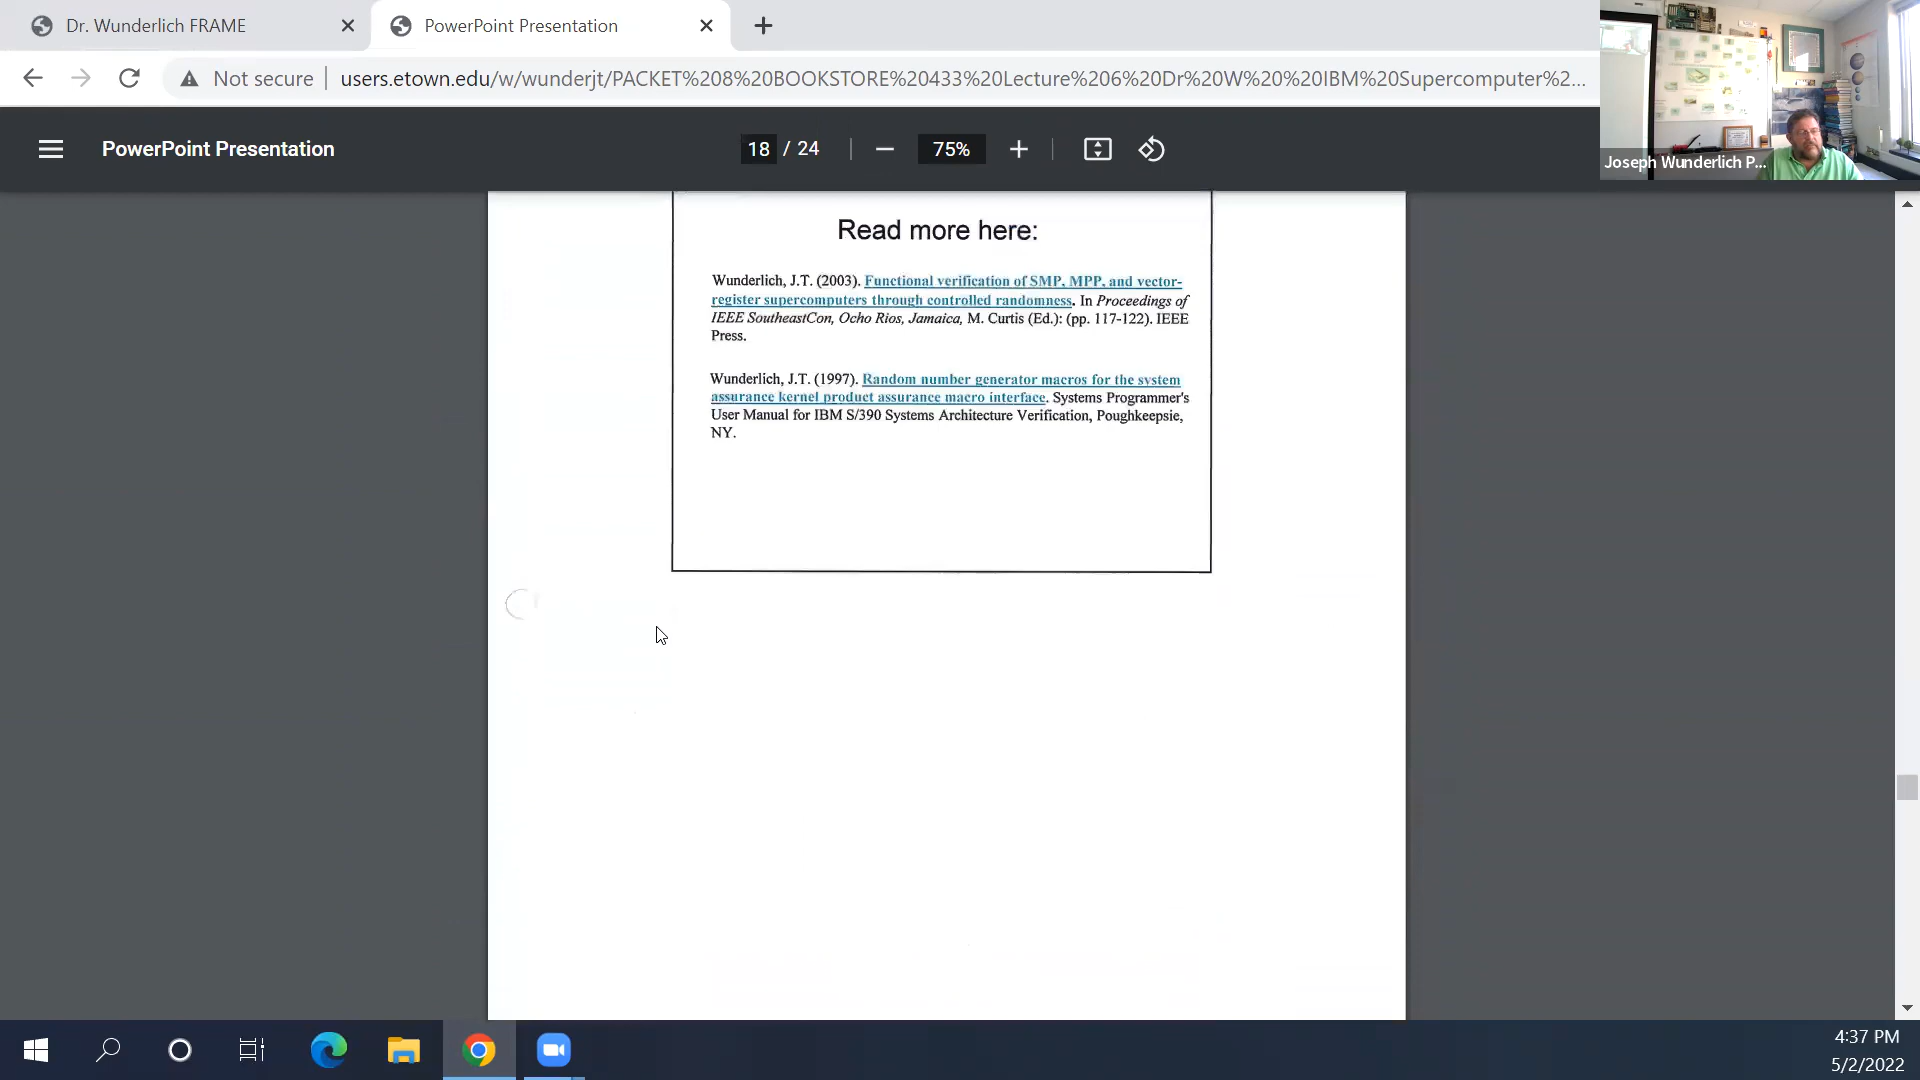 Dr. Wunderlich FRAME
PowerPoint Presentation
Not secure
users.etown.edu/w/wunderjt/PACKET%208%20BOOKSTORE%20433%20Lecture%206%20Dr%20W%20%20IBM%20Supercomputer%2...
Joseph Wunderlich P...
PowerPoint Presentation
18 / 24
75%
Read more here:
Wunderlich, J.T. (2003). Functional verification of SMP, MPP, and vector-
register supercomputers through controlled randomness. In Proceedings of
IEEE SoutheastCon, Ocho Rios, Jamaica, M. Curtis (Ed.): (pp. 117-122). IEEE
Press.
Wunderlich, J.T. (1997). Random number generator macros for the system
assurance kernel product assurance macro interface. Systems Programmer's
User Manual for IBM S/390 Systems Architecture Verification, Poughkeepsie,
NY.
4:37 PM
5/2/2022